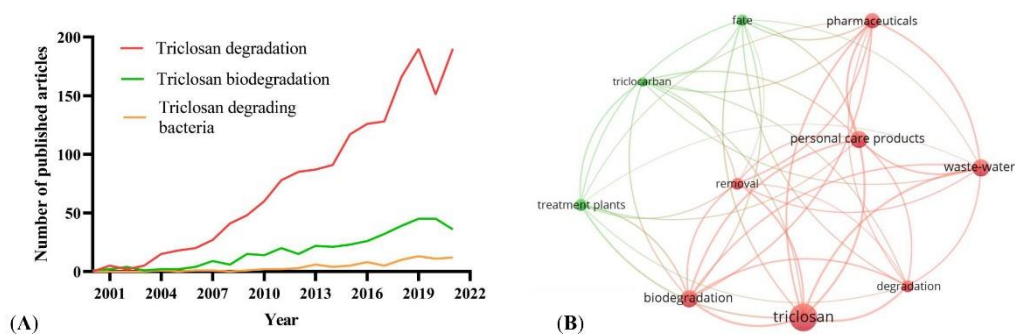 200
150
100
50
0
Number of published articles
Triclosan degradation
Triclosan biodegradation
Triclosan degrading
bacteria
2001 2004 2007 2010 2013 2016 2019 2022
Year
(A)
fate
pharmaceuticals
triclocarban
personal care products
waste-water
removal
treatment plants
biodegradation
degradation
triclosan
(B)